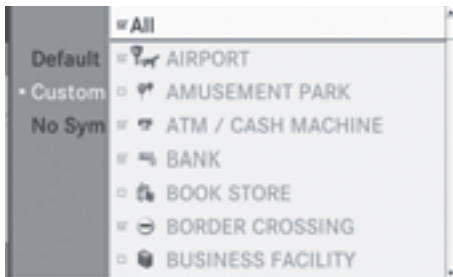 All
Default
AIRPORT
• Custom
AMUSEMENT PARK
No Sym
ATM / CASH MACHINE
BANK
BOOK STORE
BORDER CROSSING
BUSINESS FACILITY